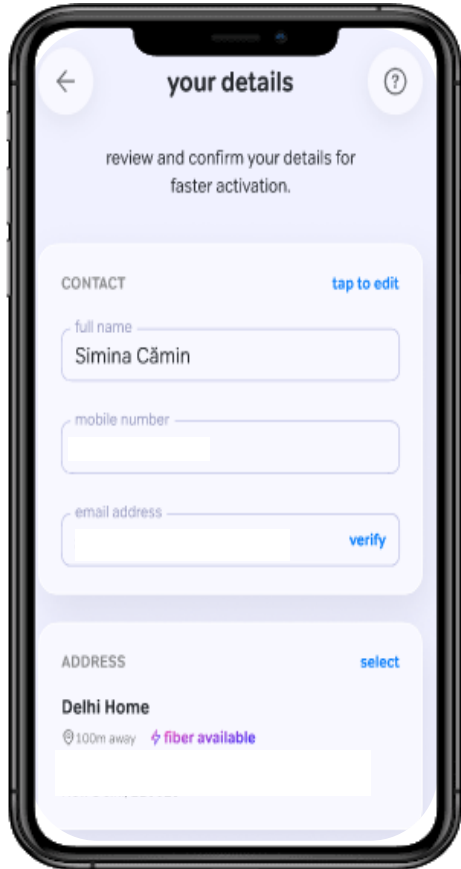 your details
review and confirm your details for
faster activation.
CONTACT tap to edit
full name
Simina Cămin
mobile number
email address
verify
ADDRESS select
Delhi Home
100m away fiber available